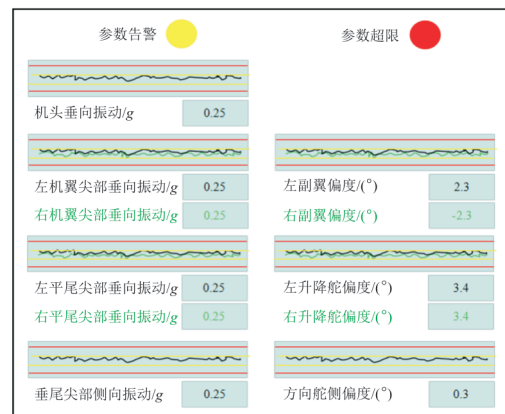 参数告警 参数超限
机头垂向振动/g 0.25
左机翼尖部垂向振动/g 0.25 左副翼偏度/(°) 2.3
右机翼尖部垂向振动/g 0.25 右副翼偏度/(°) -2.3
左平尾尖部垂向振动/g 0.25 左升降舵偏度/(°) 3.4
右平尾尖部垂向振动/g 0.25 右升降舵偏度/(°) 3.4
垂尾尖部侧向振动/g 0.25 方向舵侧偏度/(°) 0.3